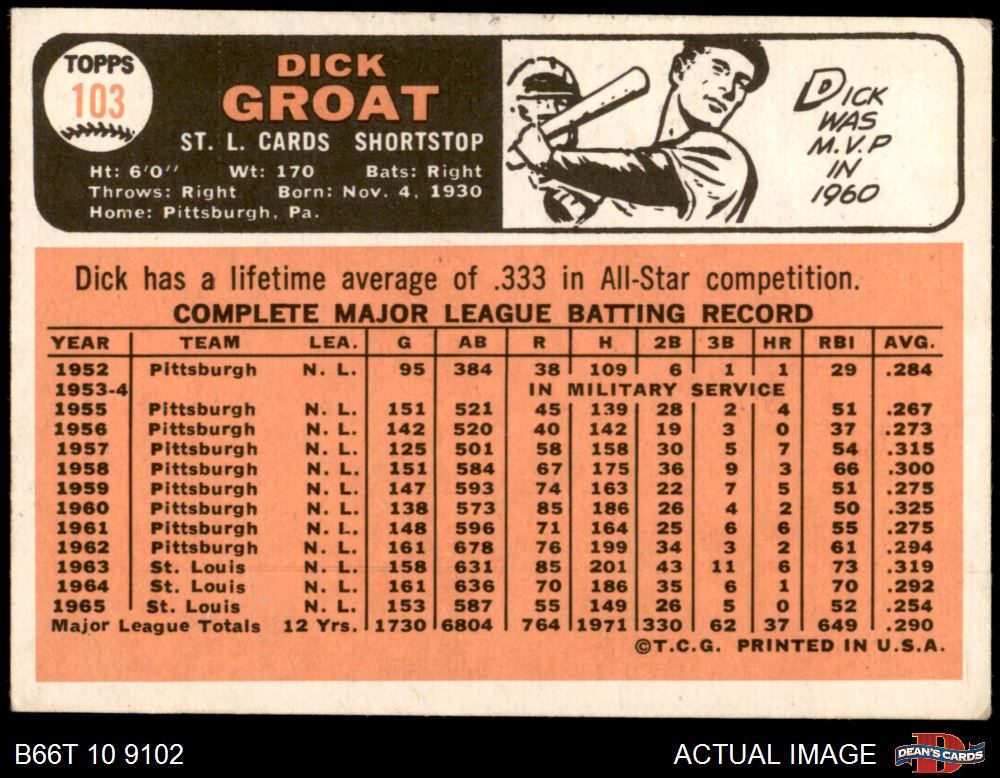 TOPPS
103
DICK
GROAT
ST. L. CARDS SHORTSTOP
Ht: 6'0" Wt: 170 Bats: Right
Throws: Right Born: Nov. 4, 1930
Home: Pittsburgh, Pa.
DICK
WAS
M.V.P
IN
1960
Dick has a lifetime average of .333 in All-Star competition.
COMPLETE MAJOR LEAGUE BATTING RECORD
YEAR TEAM LEA. G AB R H 2B 3B HR RBI AVG.
1952 Pittsburgh N. L. 95 384 38 109 6 1 1 29 .284
1953-4 IN MILITARY SERVICE
1955 Pittsburgh N. L. 151 521 45 139 28 2 4 51 .267
1956 Pittsburgh N. L. 142 520 40 142 19 3 0 37 .273
1957 Pittsburgh N. L. 125 501 58 158 30 5 7 54 .315
1958 Pittsburgh N. L. 151 584 67 175 36 9 3 66 .300
1959 Pittsburgh N. L. 147 593 74 163 22 7 5 51 .275
1960 Pittsburgh N. L. 138 573 85 186 26 4 2 50 .325
1961 Pittsburgh N. L. 148 596 71 164 25 6 6 55 .275
1962 Pittsburgh N. L. 161 678 76 199 34 3 2 61 .294
1963 St. Louis N. L. 158 631 85 201 43 11 6 73 .319
1964 St. Louis N. L. 161 636 70 186 35 6 1 70 .292
1965 St. Louis N. L. 153 587 55 149 26 5 0 52 .254
Major League Totals 12 Yrs. 1730 6804 764 1971 330 62 37 649 .290
©T.C.G. PRINTED IN U.S.A.
B66T 10 9102 ACTUAL IMAGE
DEAN'S CARDS